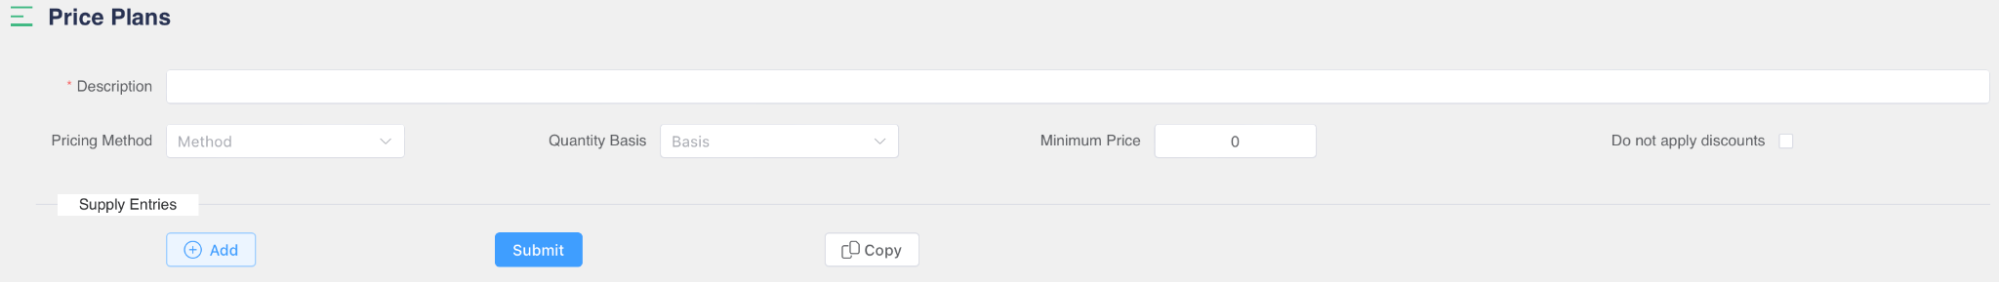 Price Plans
* Description
Pricing Method Method Quantity Basis Basis Minimum Price 0 Do not apply discounts
Supply Entries
Add Submit Copy